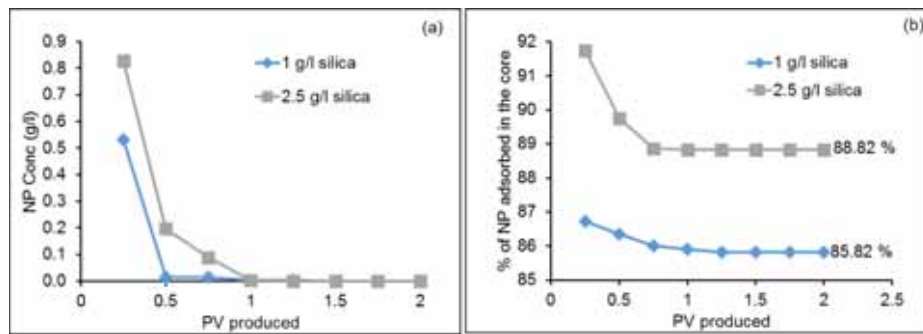 (a)
0.9
0.8
0.7
0.6
0.5
0.4
0.3
0.2
0.1
0.0
NP Conc (g/l)
1 g/l silica
2.5 g/l silica
0 0.5 1 1.5 2
PV produced
(b)
92
91
90
89
88
87
86
85
% of NP adsorbed in the core
1 g/l silica
2.5 g/l silica
88.82 %
85.82 %
0 0.5 1 1.5 2 2.5
PV produced